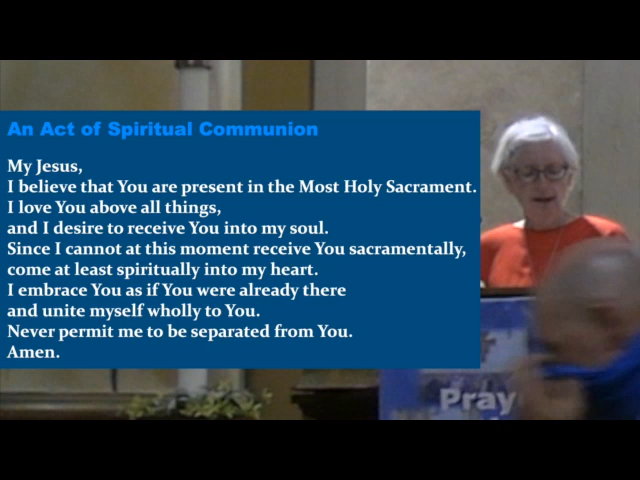 An Act of Spiritual Communion
My Jesus,
I believe that You are present in the Most Holy Sacrament.
I love You above all things,
and I desire to receive You into my soul.
Since I cannot at this moment receive You sacramentally,
come at least spiritually into my heart.
I embrace You as if You were already there
and unite myself wholly to You.
Never permit me to be separated from You.
Amen.
Pray